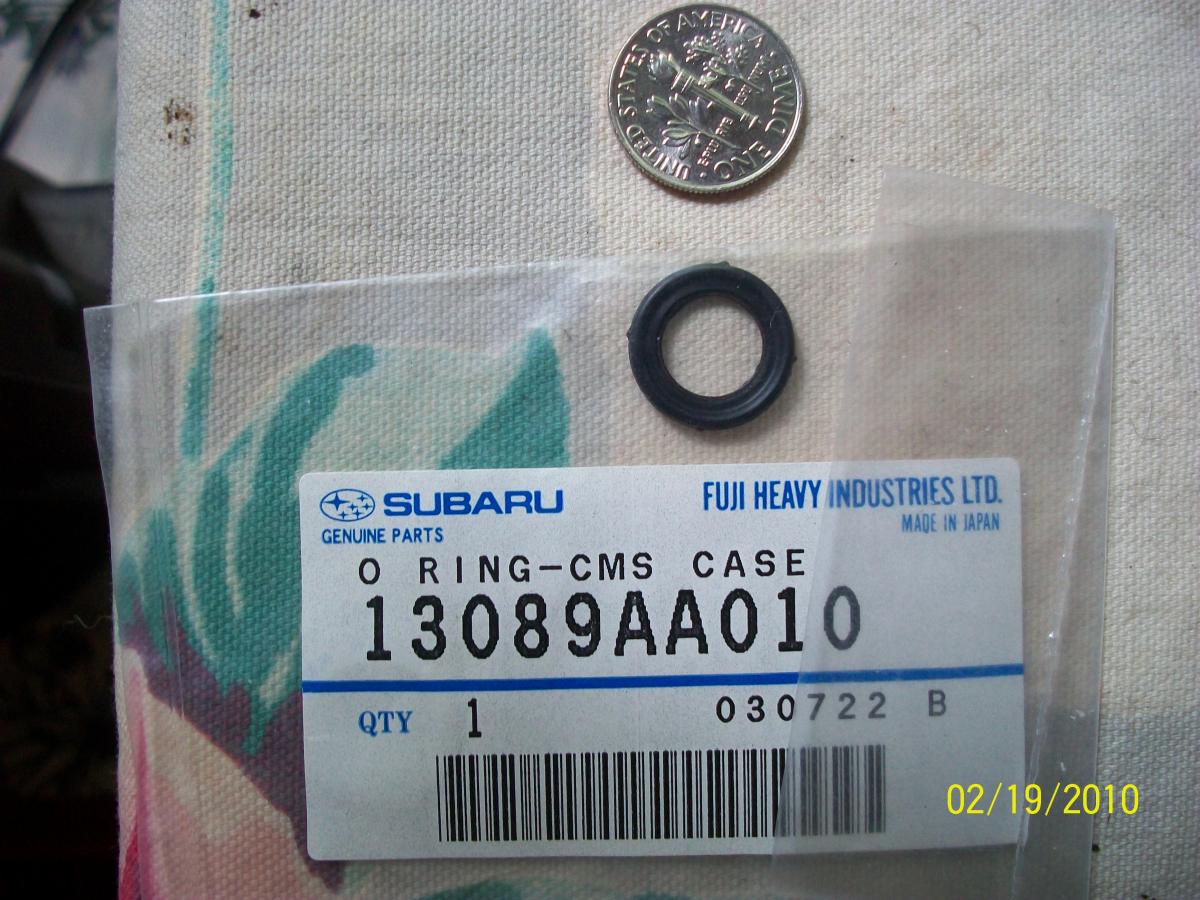 UNITED STATES OF AMERICA
ONE DIME
SUBARU
GENUINE PARTS
FUJI HEAVY INDUSTRIES LTD.
MADE IN JAPAN
O RING-CMS CASE
13089AA010
QTY 1 030722 B
02/19/2010